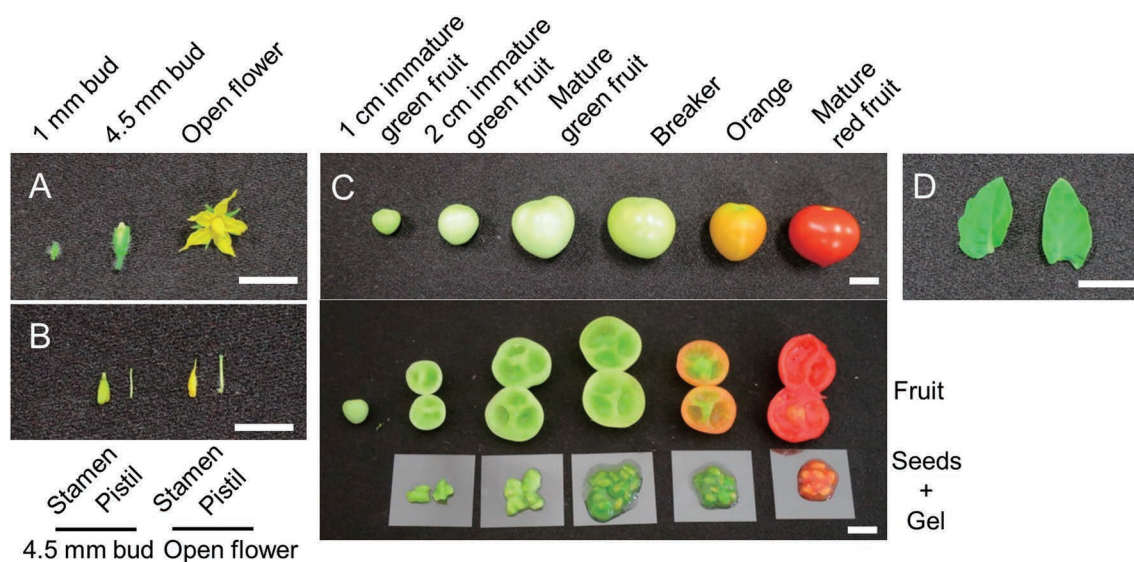 1 mm bud
4.5 mm bud
Open flower
1 cm immature
green fruit
2 cm immature
green fruit
Mature
green fruit
Breaker
Orange
Mature
red fruit
A
B
C
D
Fruit
Seeds
+
Gel
Stamen
Pistil
Stamen
Pistil
4.5 mm bud
Open flower